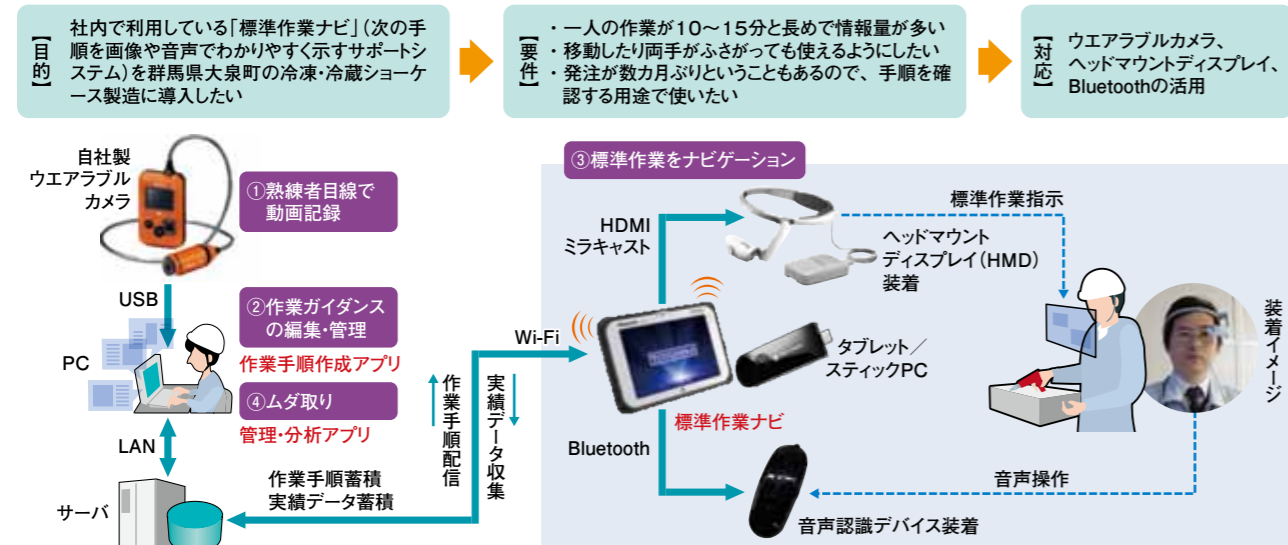 【目的】
社内で利用している「標準作業ナビ」（次の手
順を画像や音声でわかりやすく示すサポートシ
ステム）を群馬県大泉町の冷凍・冷蔵ショーケ
ース製造に導入したい
【要件】
・一人の作業が10～15分と長めで情報量が多い
・移動したり両手がふさがっても使えるようにしたい
・発注が数カ月ぶりということもあるので、手順を確
認する用途で使いたい
【対応】
ウエアラブルカメラ、
ヘッドマウントディスプレイ、
Bluetoothの活用
自社製
ウエアラブル
カメラ
①熟練者目線で
動画記録
USB
PC
②作業ガイダンス
の編集・管理
作業手順作成アプリ
④ムダ取り
管理・分析アプリ
LAN
サーバ
作業手順蓄積
実績データ蓄積
作業手順配信
実績データ収集
Wi-Fi
③標準作業をナビゲーション
HDMI
ミラキャスト
ヘッドマウント
ディスプレイ（HMD）
装着
標準作業指示
タブレット／
スティックPC
標準作業ナビ
Bluetooth
音声認識デバイス装着
音声操作
装着イメージ